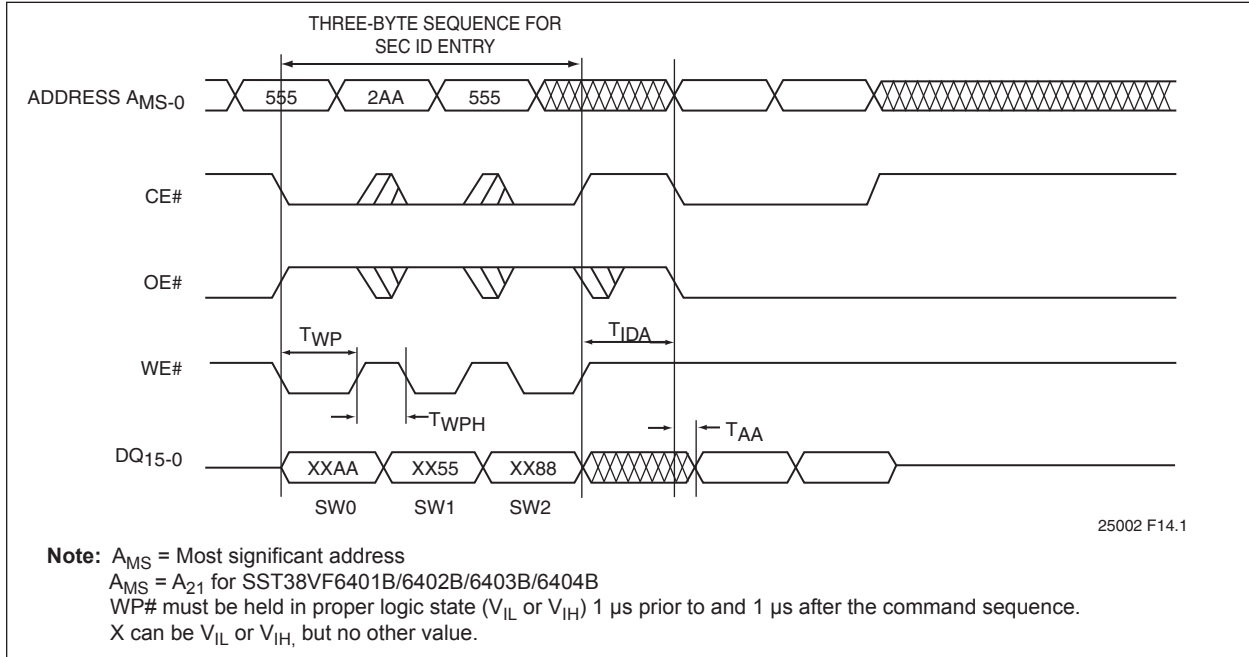 THREE-BYTE SEQUENCE FOR
SEC ID ENTRY
ADDRESS AMS-0
555 2AA 555
CE#
OE#
TWP TIDA
WE#
TWPH TAA
DQ15-0
XXAA XX55 XX88
SW0 SW1 SW2
25002 F14.1
Note: AMS = Most significant address
AMS = A21 for SST38VF6401B/6402B/6403B/6404B
WP# must be held in proper logic state (VIL or VIH) 1 µs prior to and 1 µs after the command sequence.
X can be VIL or VIH, but no other value.